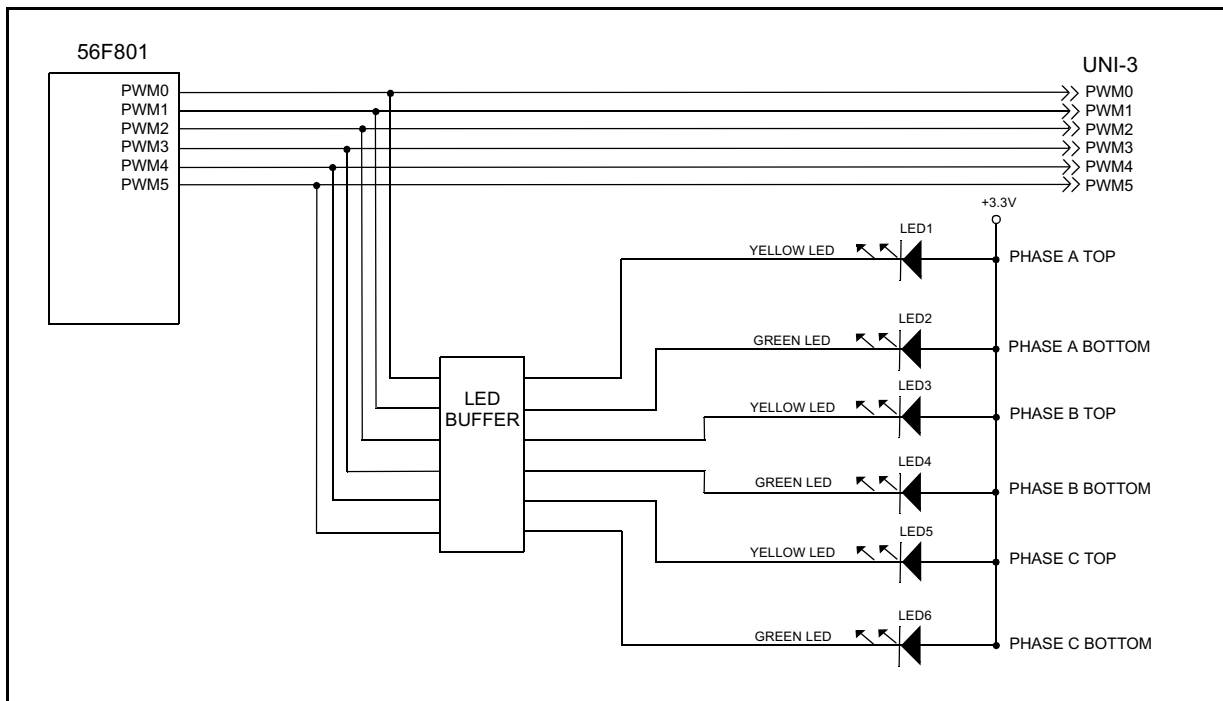 56F801
UNI-3
PWM0
PWM1
PWM2
PWM3
PWM4
PWM5
PWM0
PWM1
PWM2
PWM3
PWM4
PWM5
+3.3V
LED1
YELLOW LED
PHASE A TOP
LED2
GREEN LED
PHASE A BOTTOM
LED
BUFFER
LED3
YELLOW LED
PHASE B TOP
LED4
GREEN LED
PHASE B BOTTOM
LED5
YELLOW LED
PHASE C TOP
LED6
GREEN LED
PHASE C BOTTOM